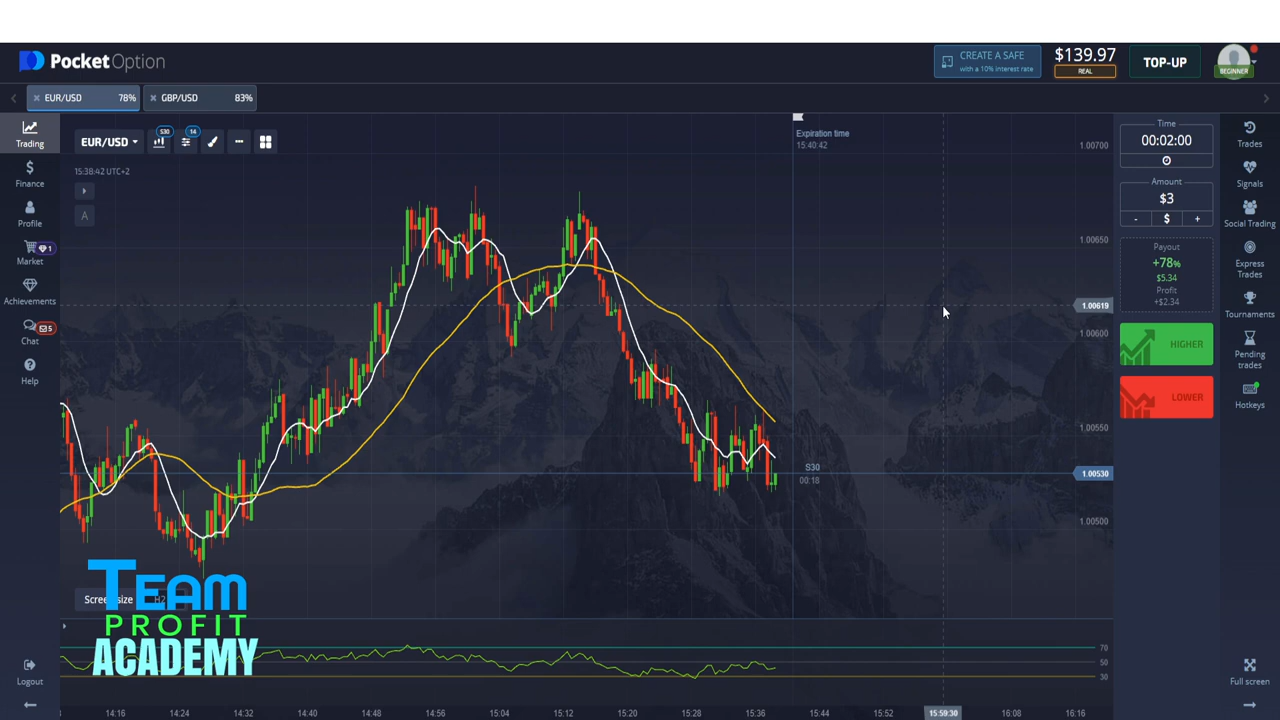 PocketOption
CREATE A SAFE
with a 10% interest rate
$139.97
REAL
TOP-UP
BEGINNER
EUR/USD 78%
GBP/USD 83%
Trading
Finance
Profile
Market
1
Achievements
Chat
5
Help
Logout
EUR/USD
S30
14
15:38:42 UTC+2
A
Expiration time
15:40:42
1.00700
1.00650
1.00619
1.00600
1.00550
1.00530
1.00500
S30
00:18
Screen size H2
TEAM
PROFIT
ACADEMY
70
50
30
14:16 14:24 14:32 14:40 14:48 14:56 15:04 15:12 15:20 15:28 15:36 15:44 15:52 15:59:30 16:08 16:16
Time
00:02:00
Amount
$3
- $ +
Payout
+78%
$5.34
Profit
+$2.34
HIGHER
LOWER
Trades
Signals
Social Trading
Express
Trades
Tournaments
Pending
trades
Hotkeys
Full screen